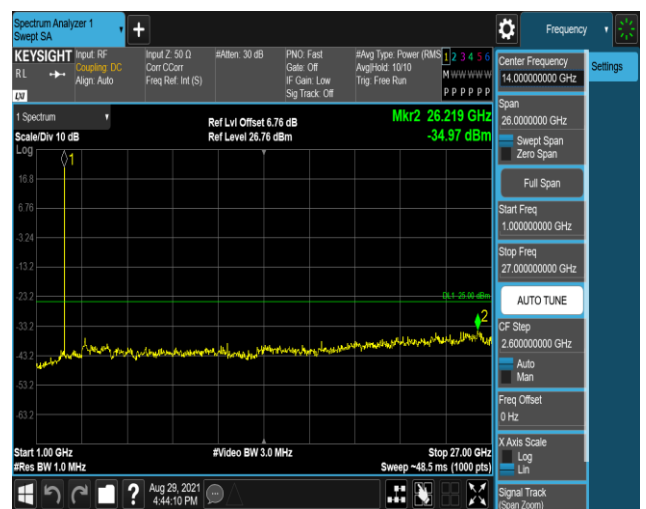 Spectrum Analyzer 1
Swept SA
Frequency
KEYSIGHT
RL
LXI
Input: RF
Coupling: DC
Align: Auto
Input Z: 50 Ω
Corr CCorr
Freq Ref: Int (S)
#Atten: 30 dB
PNO: Fast
Gate: Off
IF Gain: Low
Sig Track: Off
#Avg Type: Power (RMS
Avg|Hold: 10/10
Trig: Free Run
1 2 3 4 5 6
M W W W W W
P P P P P P
1 Spectrum
Scale/Div 10 dB
Ref Lvl Offset 6.76 dB
Ref Level 26.76 dBm
Mkr2 26.219 GHz
-34.97 dBm
Log
1
16.8
6.76
-3.24
-13.2
-23.2
DL1 -25.00 dBm
2
-33.2
-43.2
-53.2
-63.2
Start 1.00 GHz
#Res BW 1.0 MHz
#Video BW 3.0 MHz
Stop 27.00 GHz
Sweep ~48.5 ms (1000 pts)
Aug 29, 2021
4:44:10 PM
Settings
Center Frequency
14.000000000 GHz
Span
26.0000000 GHz
Swept Span
Zero Span
Full Span
Start Freq
1.000000000 GHz
Stop Freq
27.000000000 GHz
AUTO TUNE
CF Step
2.600000000 GHz
Auto
Man
Freq Offset
0 Hz
X Axis Scale
Log
Lin
Signal Track
(Span Zoom)